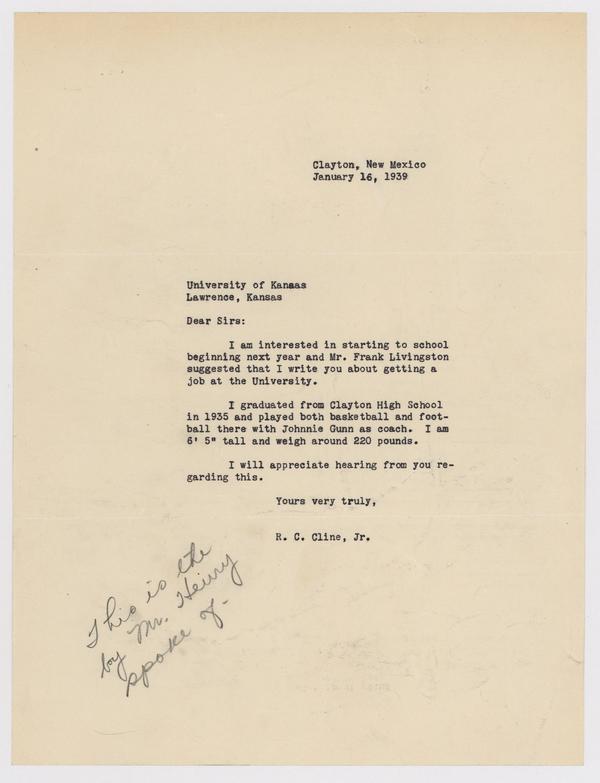 Clayton, New Mexico
January 16, 1939
University of Kansas
Lawrence, Kansas
Dear Sirs:
I am interested in starting to school
beginning next year and Mr. Frank Livingston
suggested that I write you about getting a
job at the University.
I graduated from Clayton High School
in 1935 and played both basketball and foot-
ball there with Johnnie Gunn as coach. I am
6' 5" tall and weigh around 220 pounds.
I will appreciate hearing from you re-
garding this.
Yours very truly,
R. C. Cline, Jr.
This is the
by Mr. Henry
spoke of.